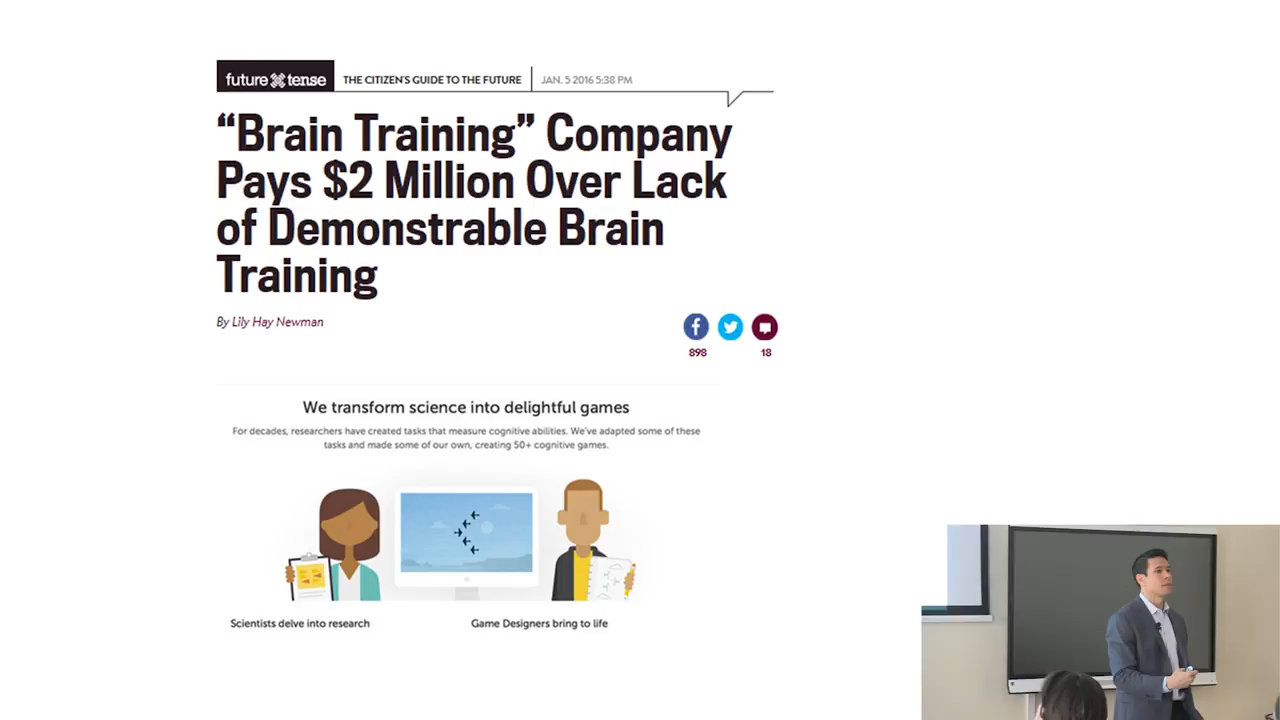 future tense
THE CITIZEN'S GUIDE TO THE FUTURE
JAN. 5 2016 5:38 PM
“Brain Training” Company
Pays $2 Million Over Lack
of Demonstrable Brain
Training
By Lily Hay Newman
898
18
We transform science into delightful games
For decades, researchers have created tasks that measure cognitive abilities. We've adapted some of these
tasks and made some of our own, creating 50+ cognitive games.
Scientists delve into research
Game Designers bring to life